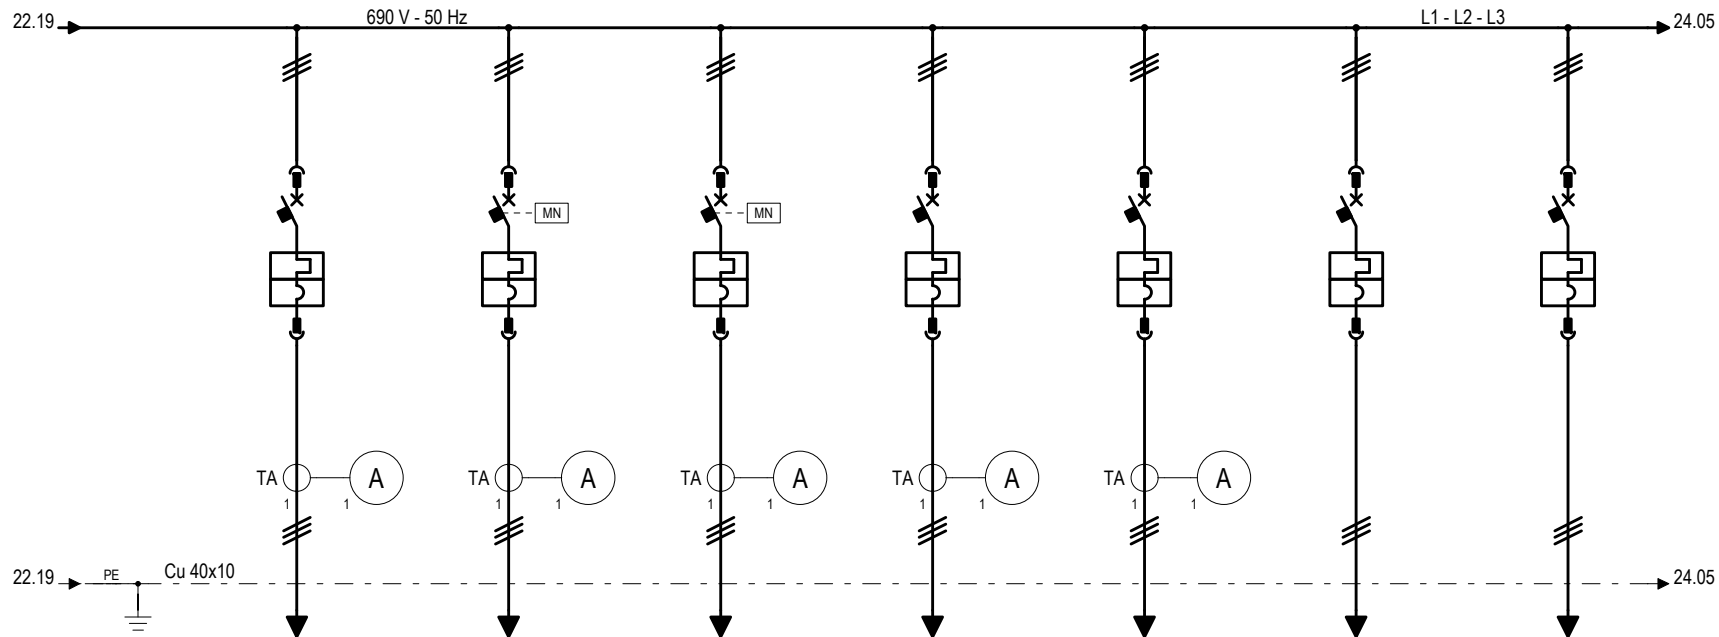 22.19 690 V - 50 Hz L1 - L2 - L3 24.05
MN MN
TA A TA A TA A TA A TA A
1 1 1 1 1 1 1 1 1 1
22.19 PE Cu 40x10 24.05